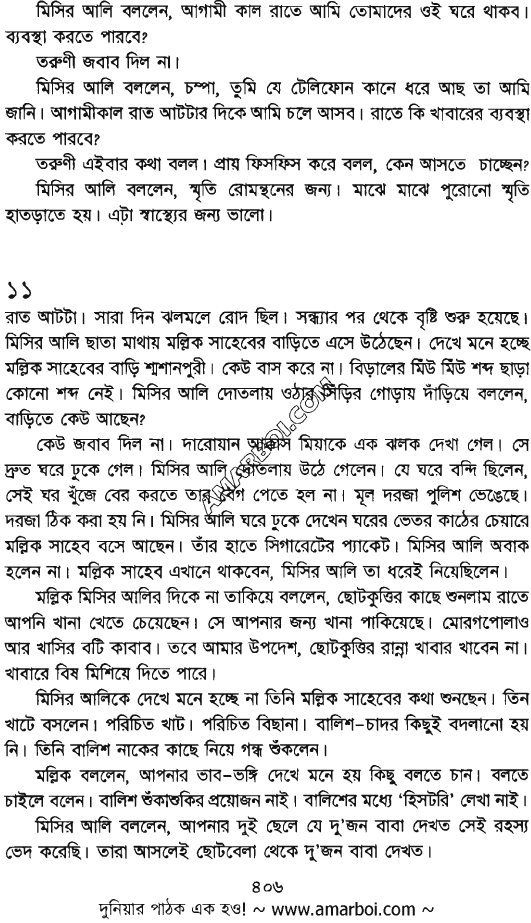 মিসির আলি বললেন, আগামী কাল রাতে আমি তোমাদের ওই ঘরে থাকব।
ব্যবস্থা করতে পারবে?
তরুণী জবাব দিল না।
মিসির আলি বললেন, চম্পা, তুমি যে টেলিফোন কানে ধরে আছ তা আমি
জানি। আগামীকাল রাত আটটার দিকে আমি চলে আসব। রাতে কি খাবারের ব্যবস্থা
করতে পারবে?
তরুণী এইবার কথা বলল। প্রায় ফিসফিস করে বলল, কেন আসতে চাচ্ছেন?
মিসির আলি বললেন, স্মৃতি রোমন্থনের জন্য। মাঝে মাঝে পুরোনো স্মৃতি
হাতড়াতে হয়। এটা স্বাস্থ্যের জন্য ভালো।
১১
রাত আটটা। সারা দিন ঝলমলে রোদ ছিল। সন্ধ্যার পর থেকে বৃষ্টি শুরু হয়েছে।
মিসির আলি ছাতা মাথায় মল্লিক সাহেবের বাড়িতে এসে উঠেছেন। দেখে মনে হচ্ছে
মল্লিক সাহেবের বাড়ি শ্মশানপুরী। কেউ বাস করে না। বিড়ালের মিঁউ মিঁউ শব্দ ছাড়া
কোনো শব্দ নেই। মিসির আলি দোতলায় ওঠার সিঁড়ির গোড়ায় দাঁড়িয়ে বললেন,
বাড়িতে কেউ আছেন?
কেউ জবাব দিল না। দারোয়ান আক্কাস মিয়াকে এক ঝলক দেখা গেল। সে
দ্রুত ঘরে ঢুকে গেল। মিসির আলি দোতলায় উঠে গেলেন। যে ঘরে বন্দি ছিলেন,
সেই ঘর খুঁজে বের করতে তার বেগ পেতে হল না। মূল দরজা পুলিশ ভেঙেছে।
দরজা ঠিক করা হয় নি। মিসির আলি ঘরে ঢুকে দেখেন ঘরের ভেতর কাঠের চেয়ারে
মল্লিক সাহেব বসে আছেন। তাঁর হাতে সিগারেটের প্যাকেট। মিসির আলি অবাক
হলেন না। মল্লিক সাহেব এখানে থাকবেন, মিসির আলি তা ধরেই নিয়েছিলেন।
মল্লিক মিসির আলির দিকে না তাকিয়ে বললেন, ছোটকুত্তির কাছে শুনলাম রাতে
আপনি খানা খেতে চেয়েছেন। সে আপনার জন্য খানা পাকিয়েছে। মোরগপোলাও
আর খাসির বটি কাবাব। তবে আমার উপদেশ, ছোটকুত্তির রান্না খাবার খাবেন না।
খাবারে বিষ মিশিয়ে দিতে পারে।
মিসির আলিকে দেখে মনে হচ্ছে না তিনি মল্লিক সাহেবের কথা শুনছেন। তিন
খাটে বসলেন। পরিচিত খাট। পরিচিত বিছানা। বালিশ-চাদর কিছুই বদলানো হয়
নি। তিনি বালিশ নাকের কাছে নিয়ে গন্ধ শুঁকলেন।
মল্লিক বললেন, আপনার ভাব-ভঙ্গি দেখে মনে হয় কিছু বলতে চান। বলতে
চাইলে বলেন। বালিশ শুঁকাশুকির প্রয়োজন নাই। বালিশের মধ্যে ‘হিসটরি’ লেখা নাই।
মিসির আলি বললেন, আপনার দুই ছেলে যে দু'জন বাবা দেখত সেই রহস্য
ভেদ করেছি। তারা আসলেই ছোটবেলা থেকে দু'জন বাবা দেখত।
AMARBOI.COM
৪০৬
দুনিয়ার পাঠক এক হও! ~ www.amarboi.com ~